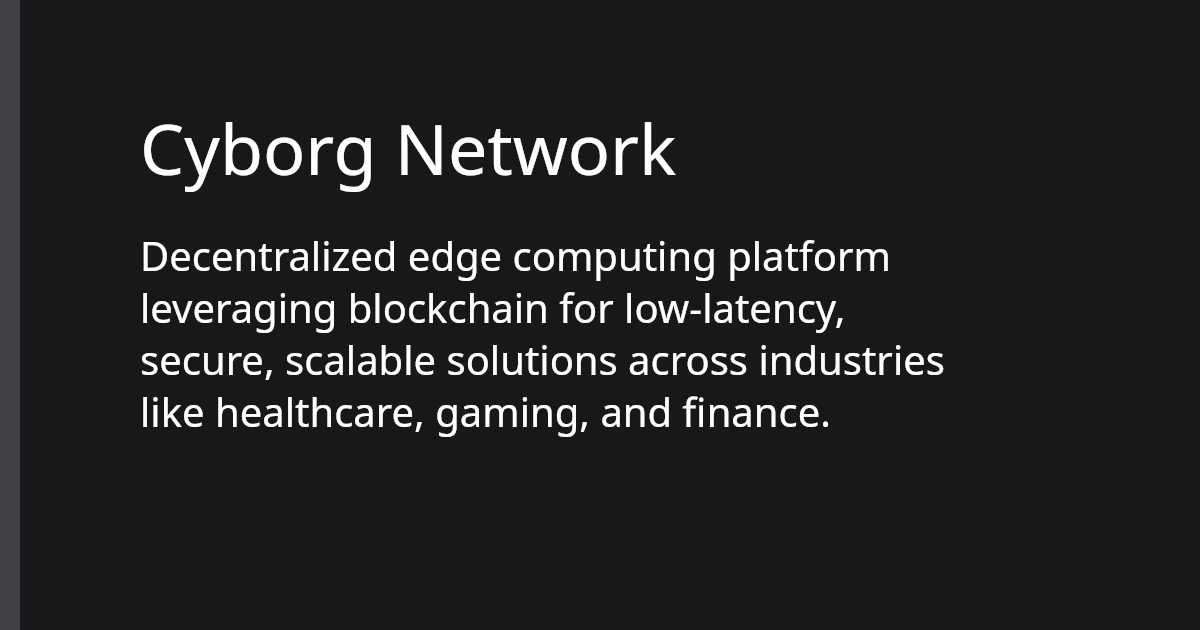 Cyborg Network
Decentralized edge computing platform
leveraging blockchain for low-latency,
secure, scalable solutions across industries
like healthcare, gaming, and finance.